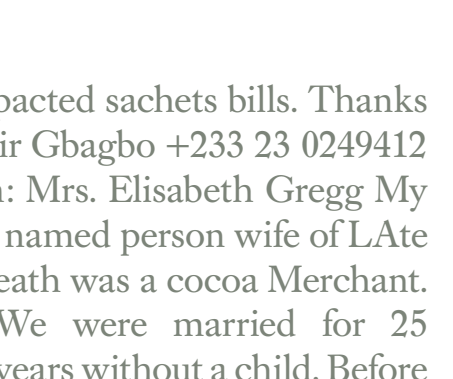 pacted sachets bills. Thanks
ir Gbagbo +233 23 0249412
: Mrs. Elisabeth Gregg My
named person wife of LAte
eath was a cocoa Merchant.
We were married for 25
years without a child. Before